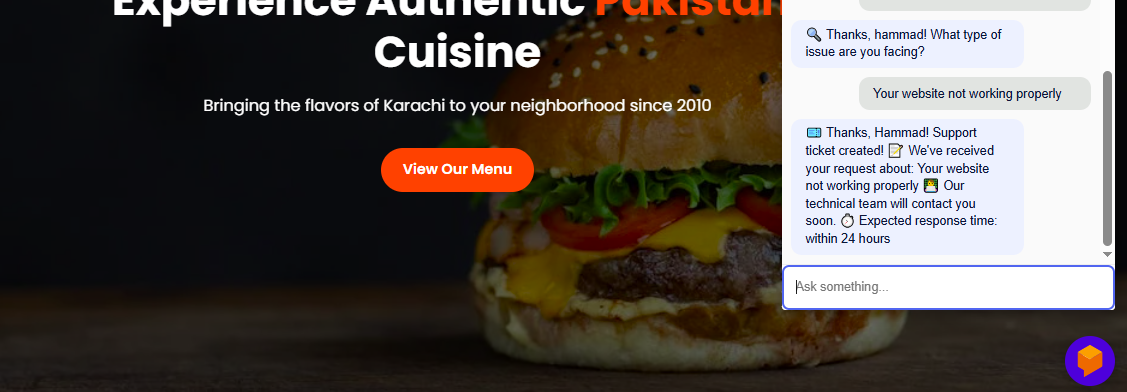 Experience Authentic Pakistan
Cuisine
Bringing the flavors of Karachi to your neighborhood since 2010
View Our Menu
🔍 Thanks, hammad! What type of
issue are you facing?
Your website not working properly
🎫 Thanks, Hammad! Support
ticket created! 📝 We've received
your request about: Your website
not working properly 👨‍💻 Our
technical team will contact you
soon. ⏱️ Expected response time:
within 24 hours
Ask something...